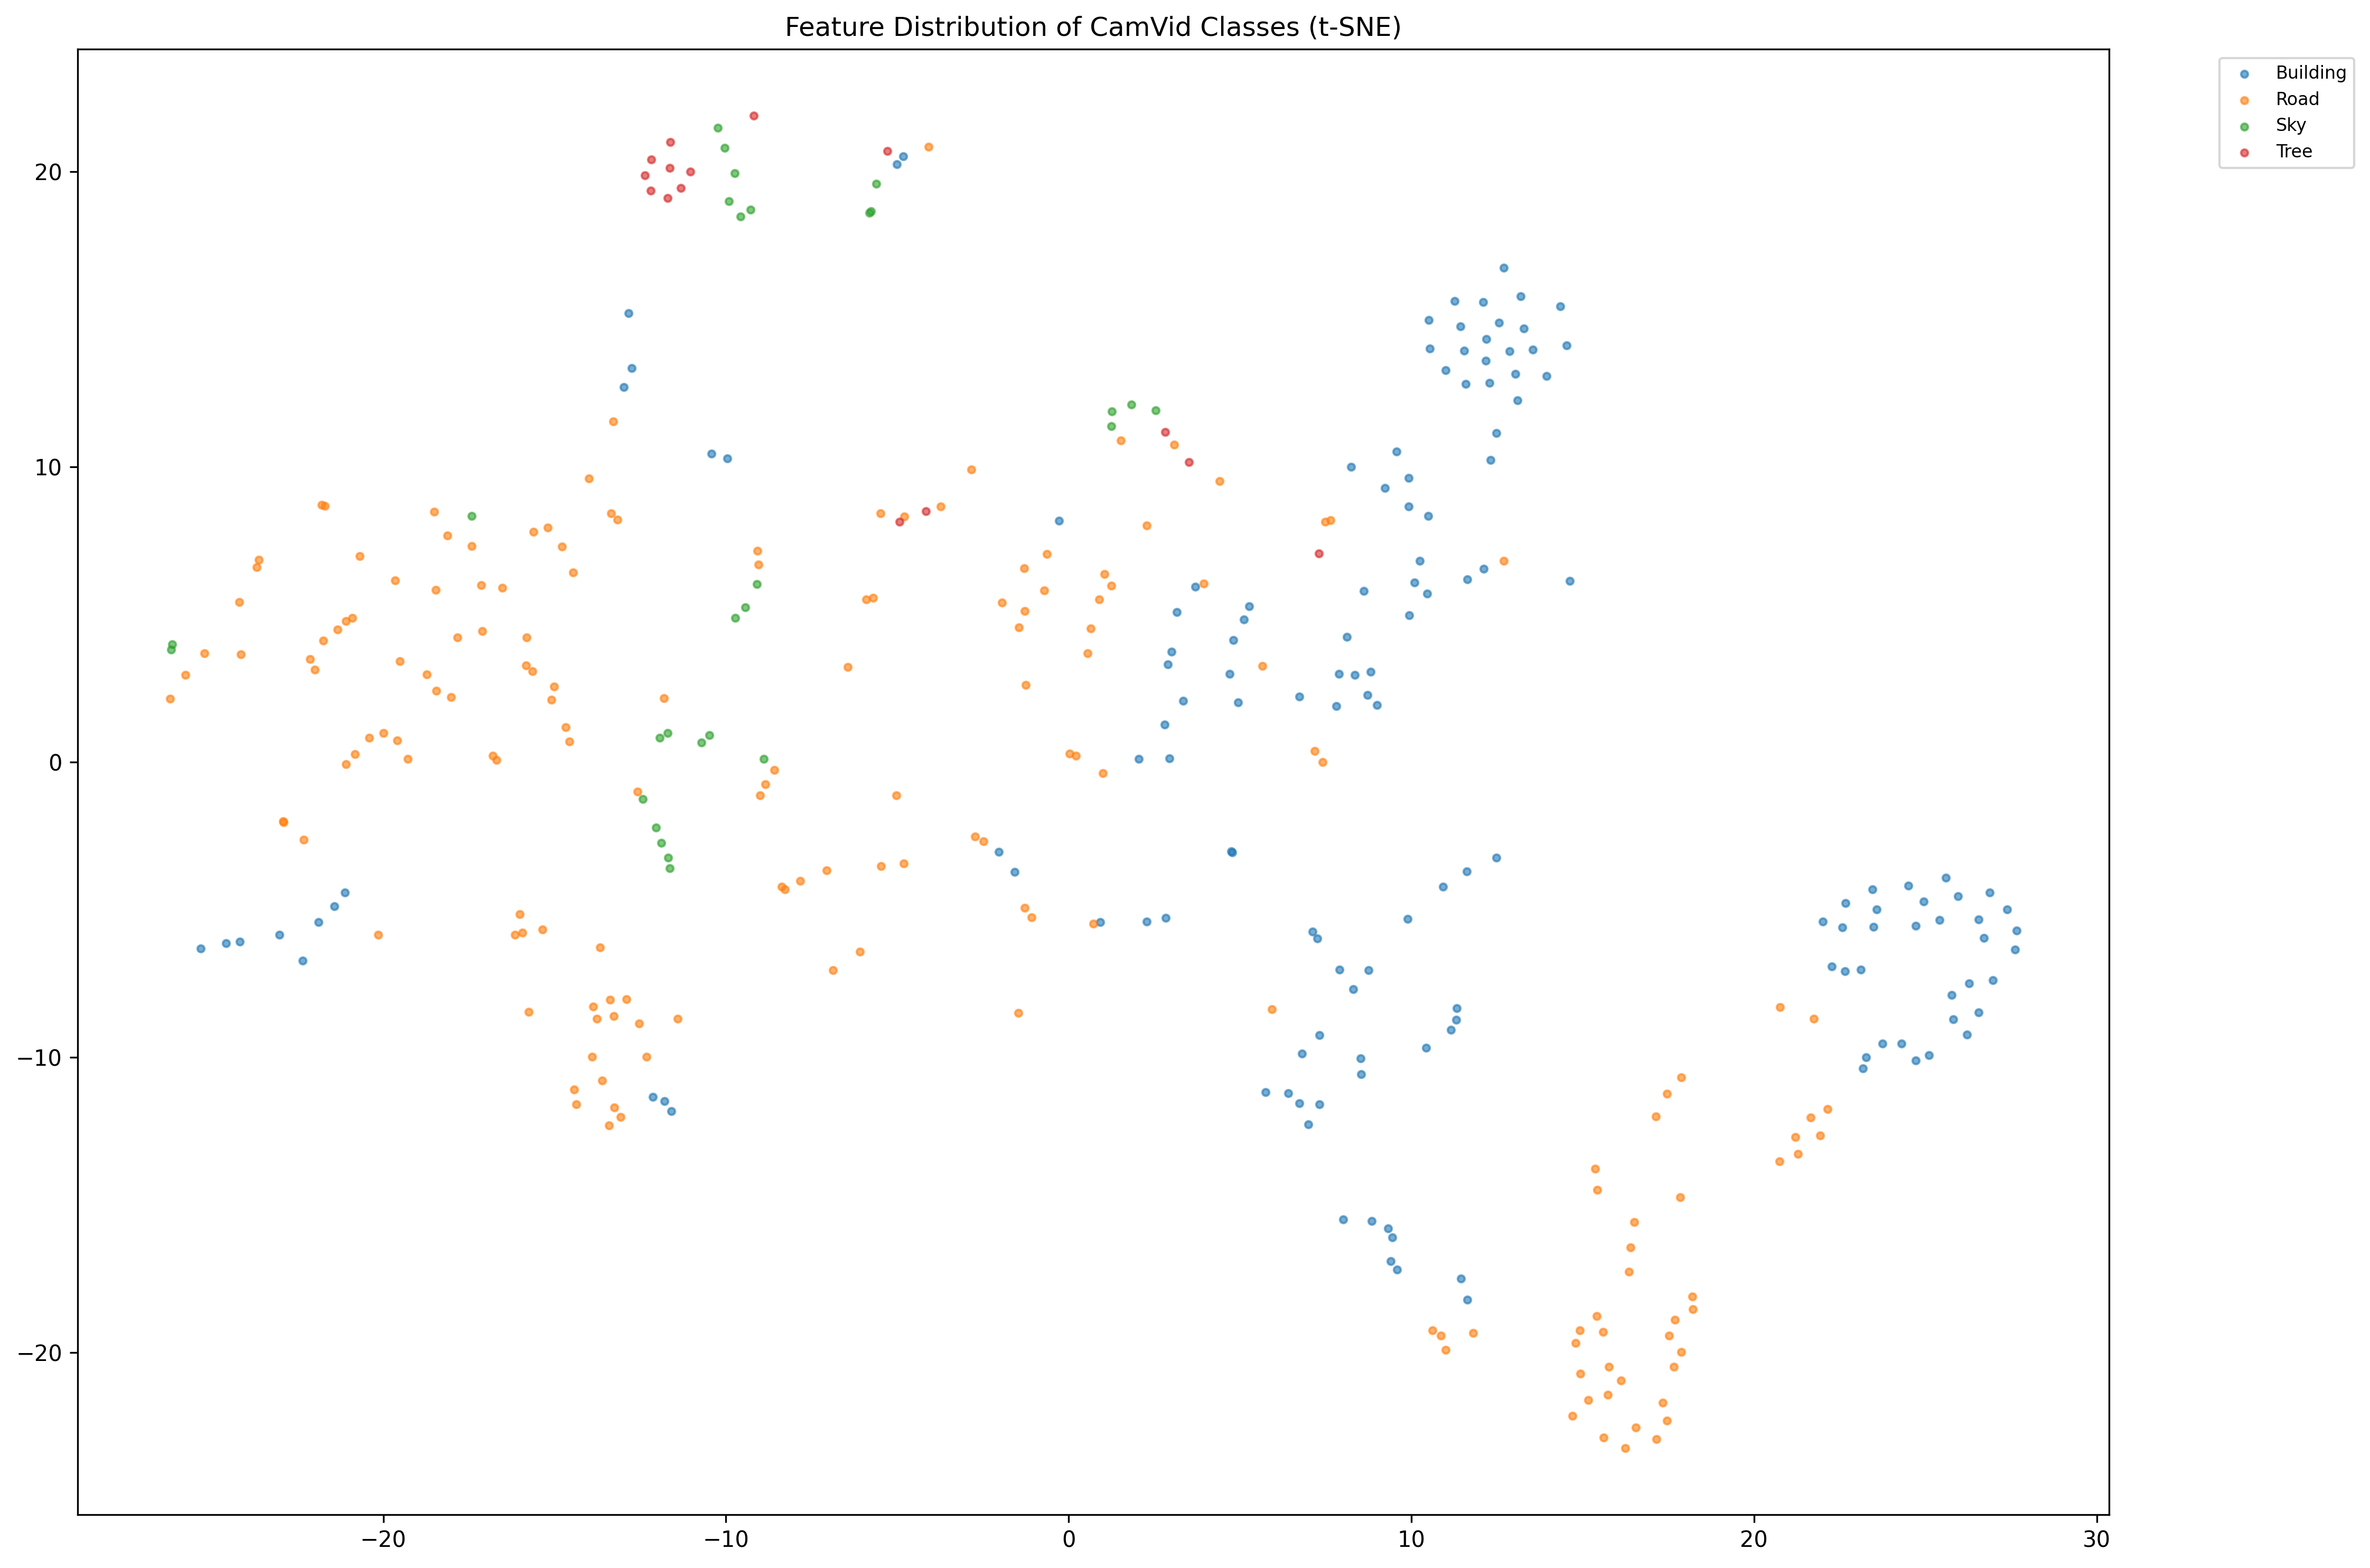 Feature Distribution of CamVid Classes (t-SNE)
Building
Road
Sky
Tree
20
10
0
−10
−20
−20
−10
0
10
20
30